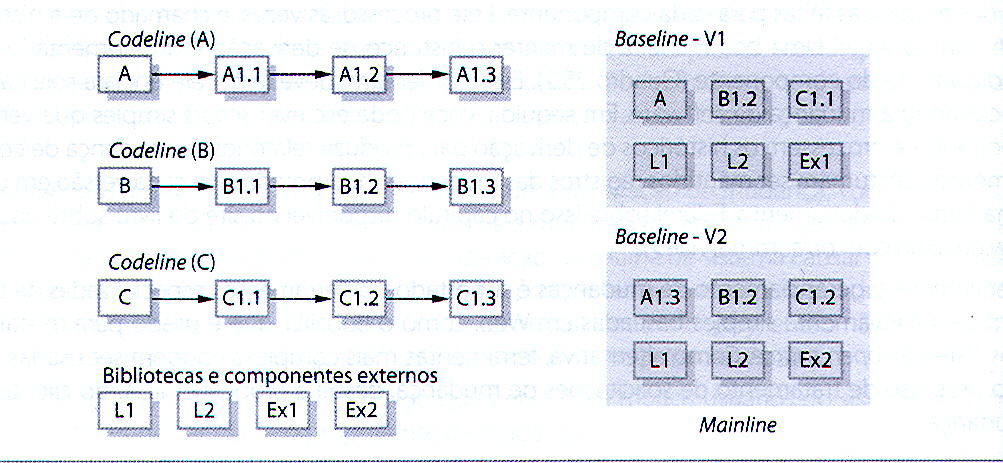 Codeline (A)
A A1.1 A1.2 A1.3
Codeline (B)
B B1.1 B1.2 B1.3
Codeline (C)
C C1.1 C1.2 C1.3
Bibliotecas e componentes externos
L1 L2 Ex1 Ex2
Baseline - V1
A B1.2 C1.1
L1 L2 Ex1
Baseline - V2
A1.3 B1.2 C1.2
L1 L2 Ex2
Mainline